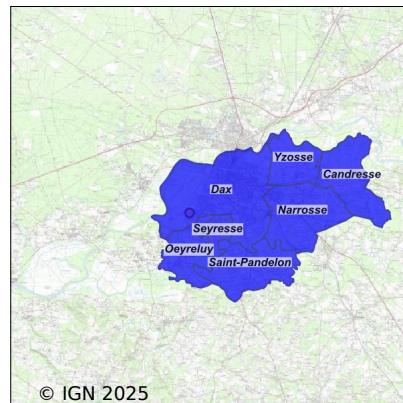 Yzosse
Candresse
Dax
Narrosse
Seyresse
Oeyreluy
Saint-Pandelon
© IGN 2025